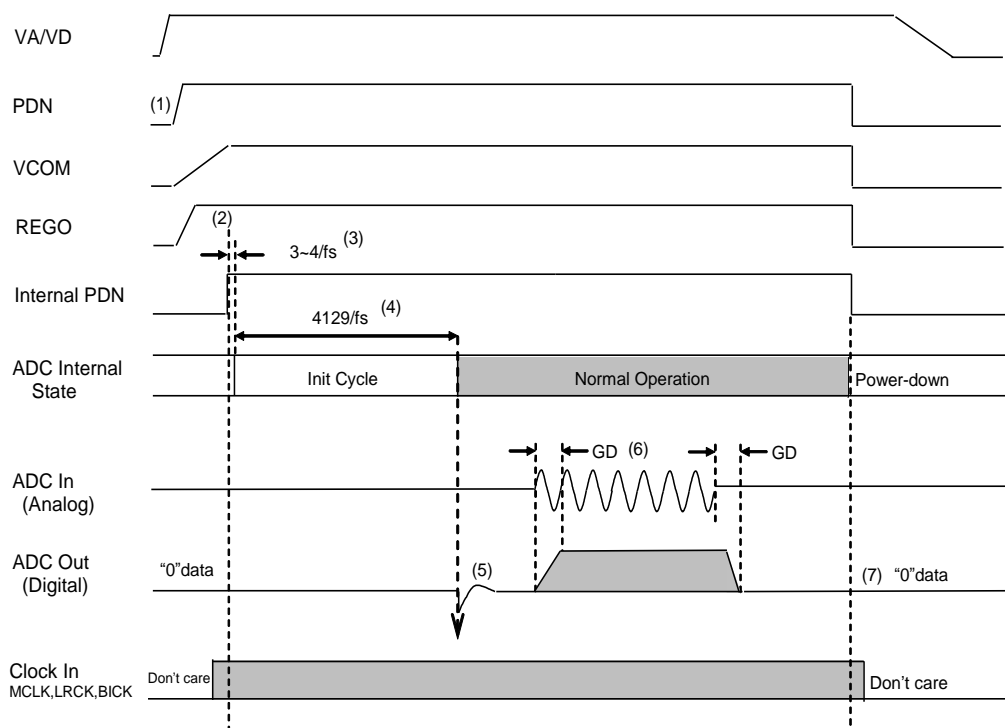 VA/VD
PDN
(1)
VCOM
REGO
(2)
3~4/fs (3)
Internal PDN
4129/fs (4)
ADC Internal
State
Init Cycle
Normal Operation
Power-down
GD (6)
GD
ADC In
(Analog)
ADC Out
(Digital)
“0”data
(5)
(7) “0”data
Clock In
MCLK,LRCK,BICK
Don’t care
Don’t care